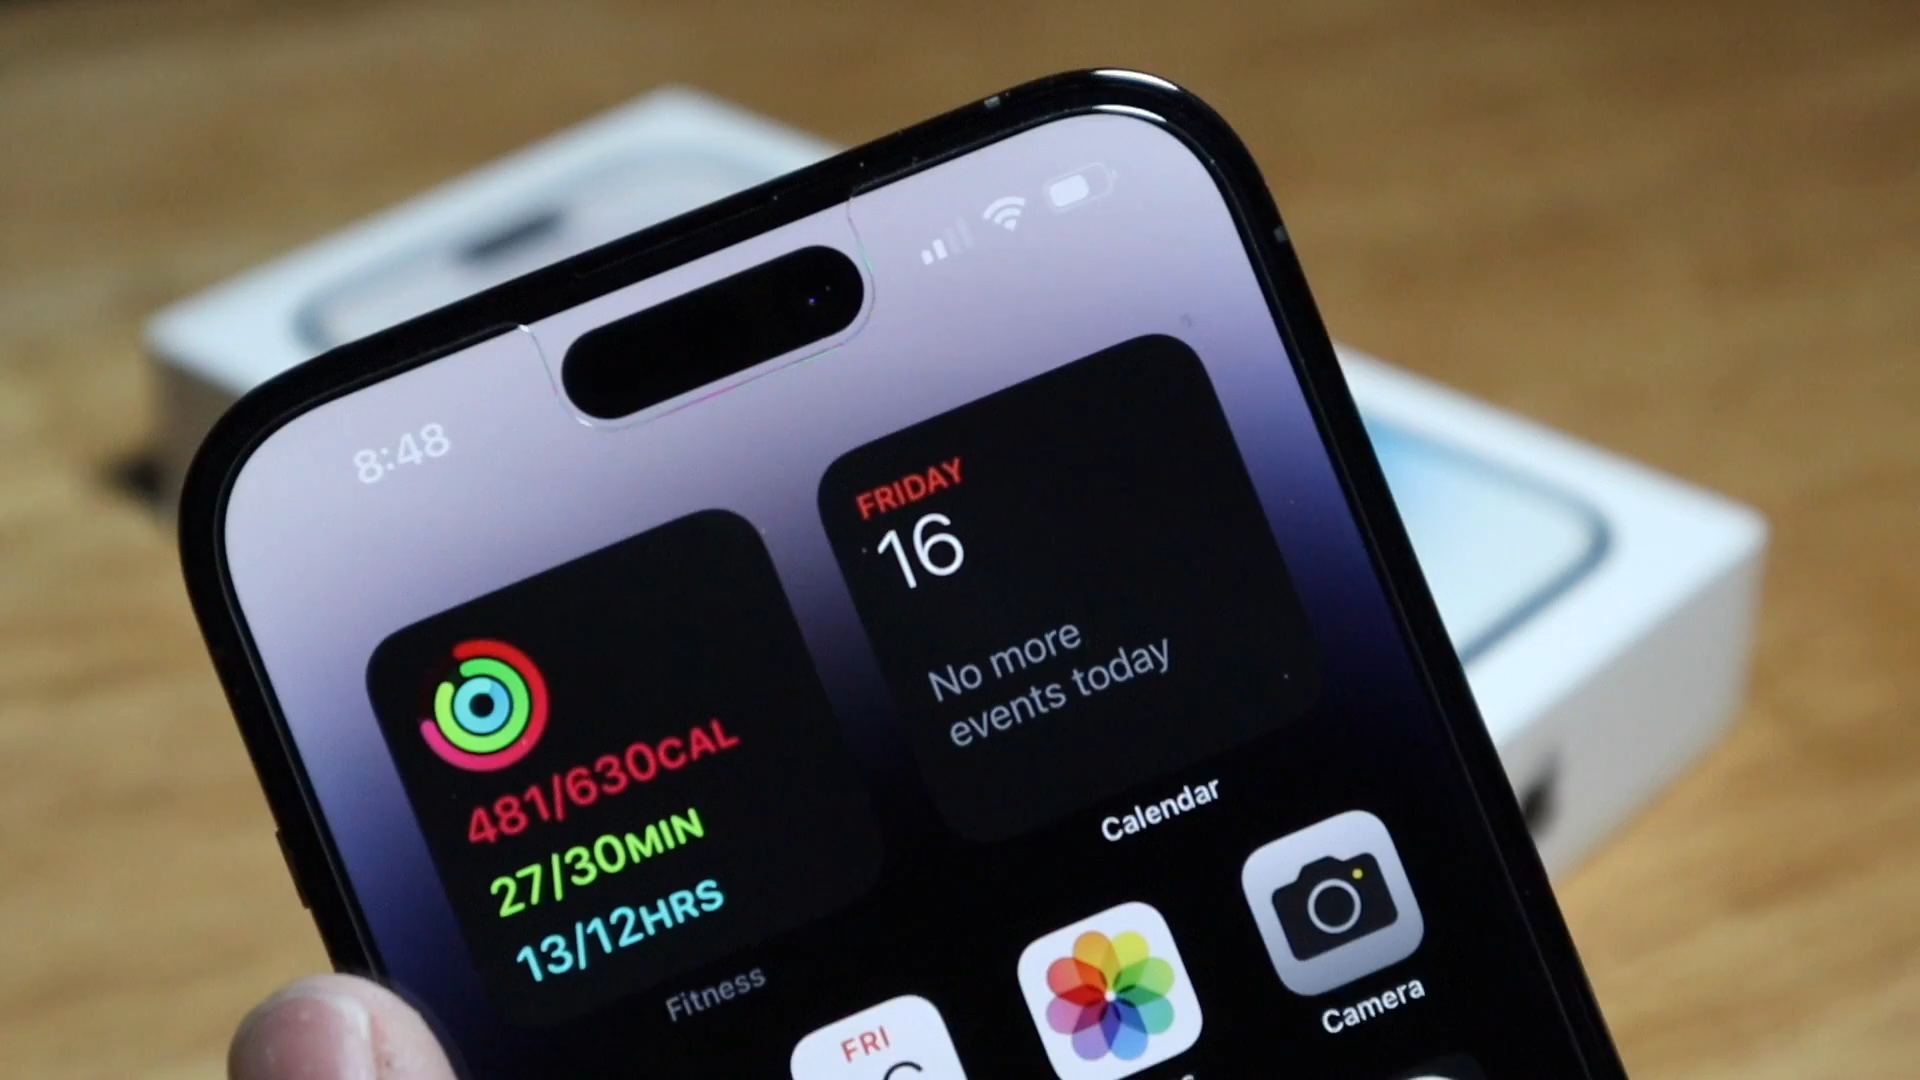 8:48
481/630CAL
27/30MIN
13/12HRS
Fitness
FRIDAY
16
No more
events today
Calendar
FRI
Camera